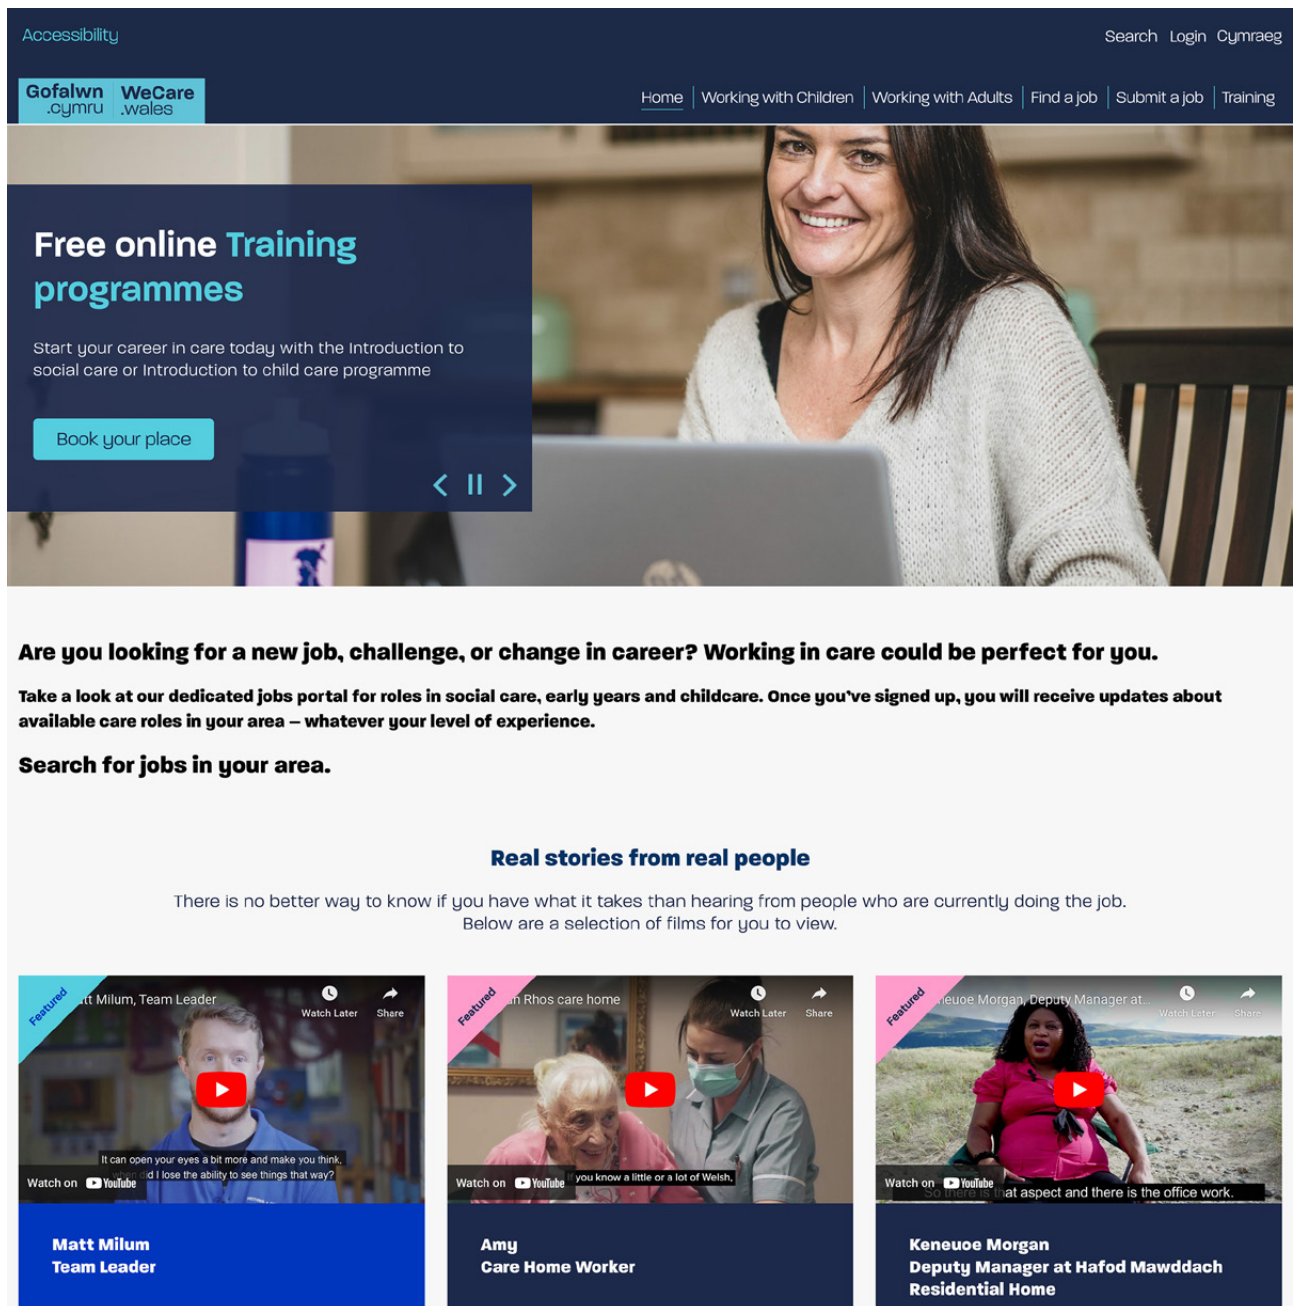 Accessibility
Search Login Cymraeg
Gofalwn WeCare
.cymru .wales
Home Working with Children Working with Adults Find a job Submit a job Training
Free online Training
programmes
Start your career in care today with the Introduction to
social care or Introduction to child care programme
Book your place
Are you looking for a new job, challenge, or change in career? Working in care could be perfect for you.
Take a look at our dedicated jobs portal for roles in social care, early years and childcare. Once you've signed up, you will receive updates about
available care roles in your area – whatever your level of experience.
Search for jobs in your area.
Real stories from real people
There is no better way to know if you have what it takes than hearing from people who are currently doing the job.
Below are a selection of films for you to view.
Featured
Milum, Team Leader
Watch Later Share
It can open your eyes a bit more and make you think,
when did I lose the ability to see things that way?
Watch on YouTube
Matt Milum
Team Leader
Featured
Rhos care home
Watch Later Share
If you know a little or a lot of Welsh,
Watch on YouTube
Amy
Care Home Worker
Featured
Morgan, Deputy Manager at...
Watch Later Share
So there is that aspect and there is the office work.
Watch on YouTube
Keneuoe Morgan
Deputy Manager at Hafod Mawddach
Residential Home